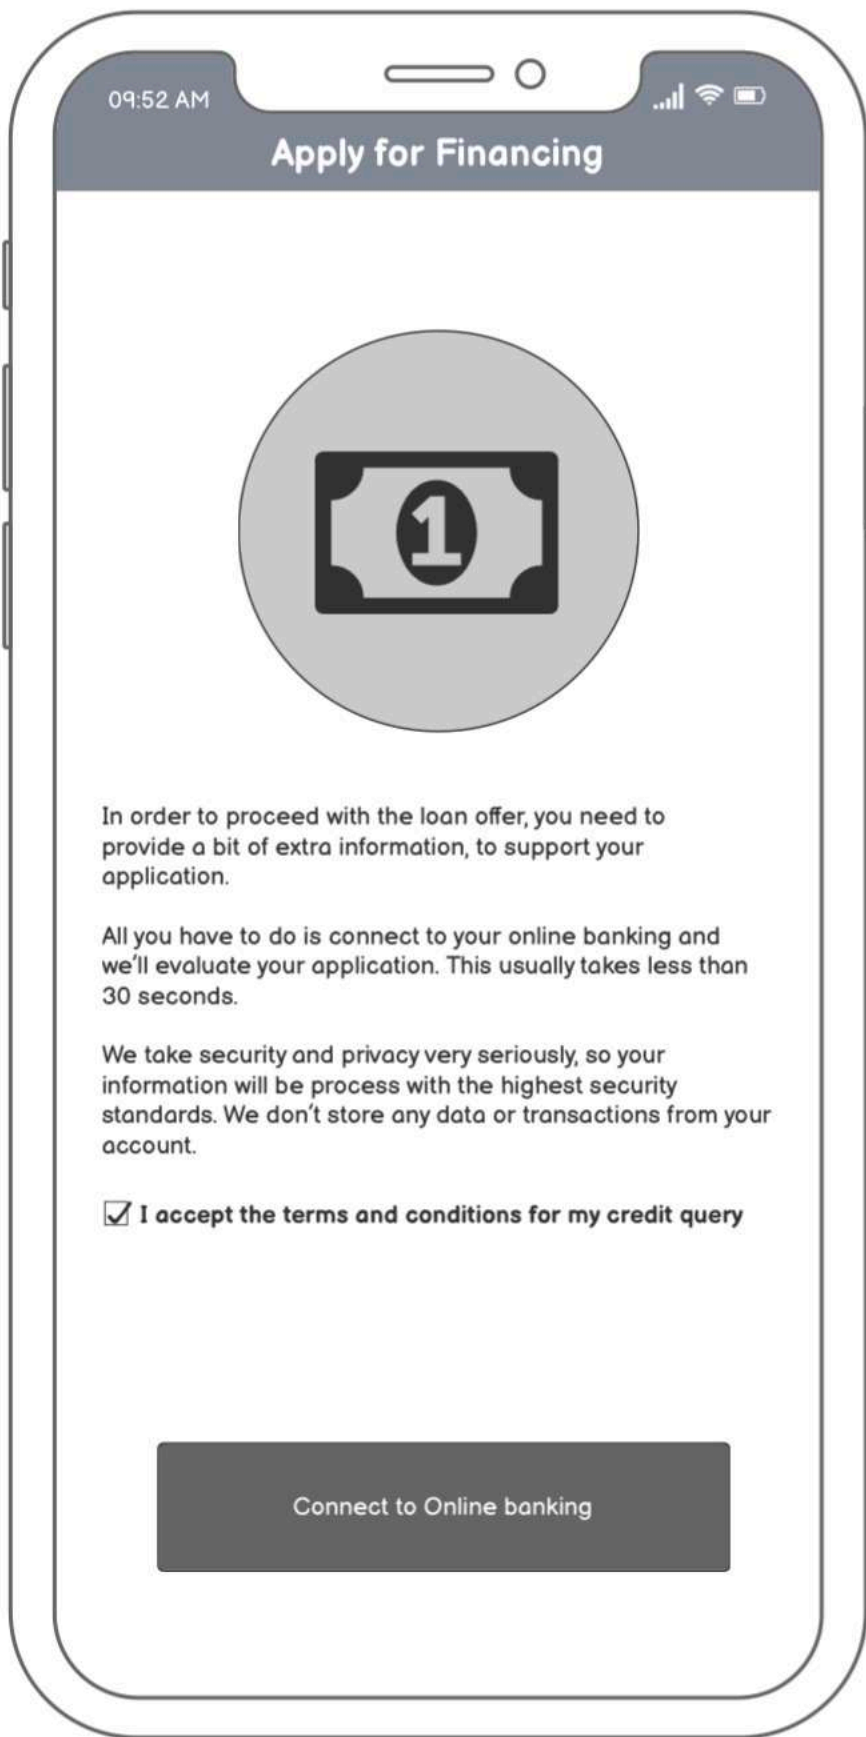 09:52 AM
Apply for Financing
1
In order to proceed with the loan offer, you need to
provide a bit of extra information, to support your
application.
All you have to do is connect to your online banking and
we'll evaluate your application. This usually takes less than
30 seconds.
We take security and privacy very seriously, so your
information will be process with the highest security
standards. We don't store any data or transactions from your
account.
I accept the terms and conditions for my credit query
Connect to Online banking